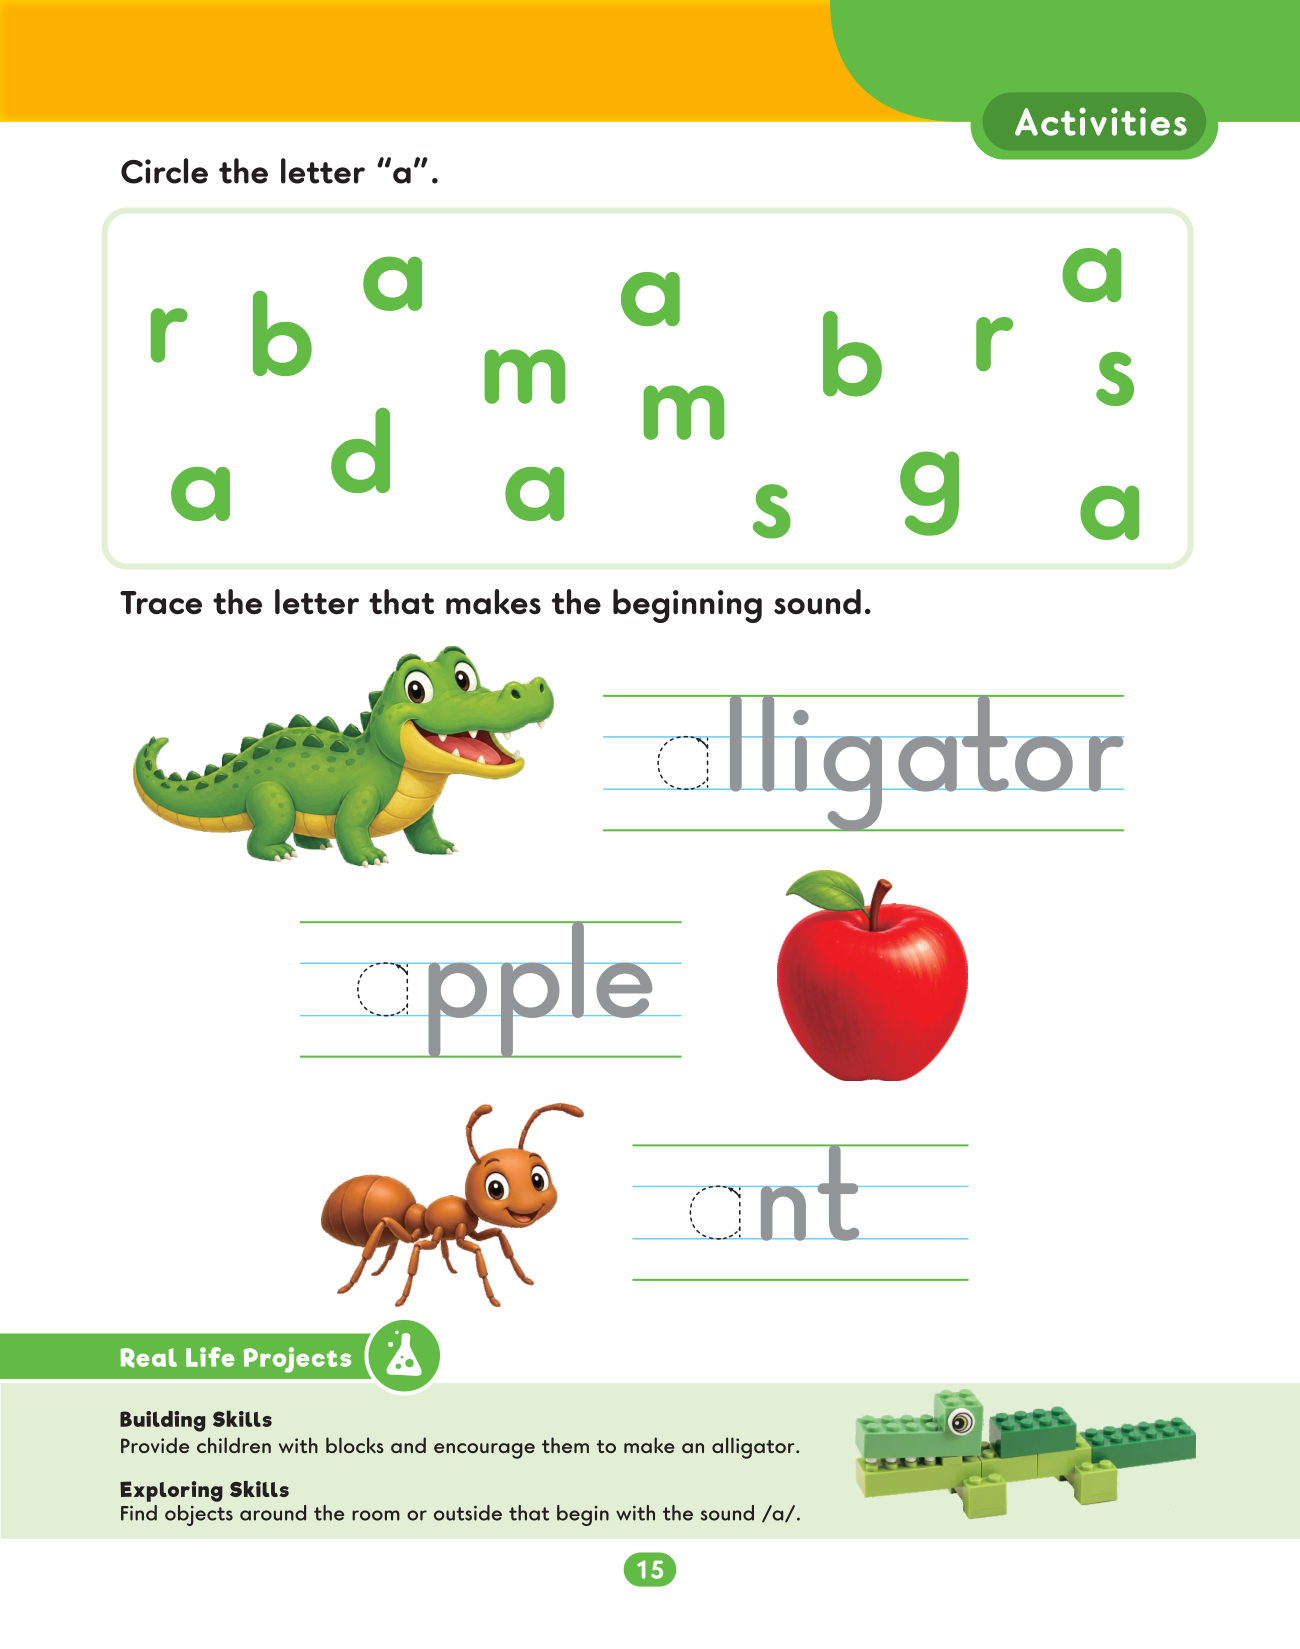 Activities
Circle the letter “a”.
a a a
r b m b r s
m
a d a s g a
Trace the letter that makes the beginning sound.
alligator
apple
ant
Real Life Projects
Building Skills
Provide children with blocks and encourage them to make an alligator.
Exploring Skills
Find objects around the room or outside that begin with the sound /a/.
15